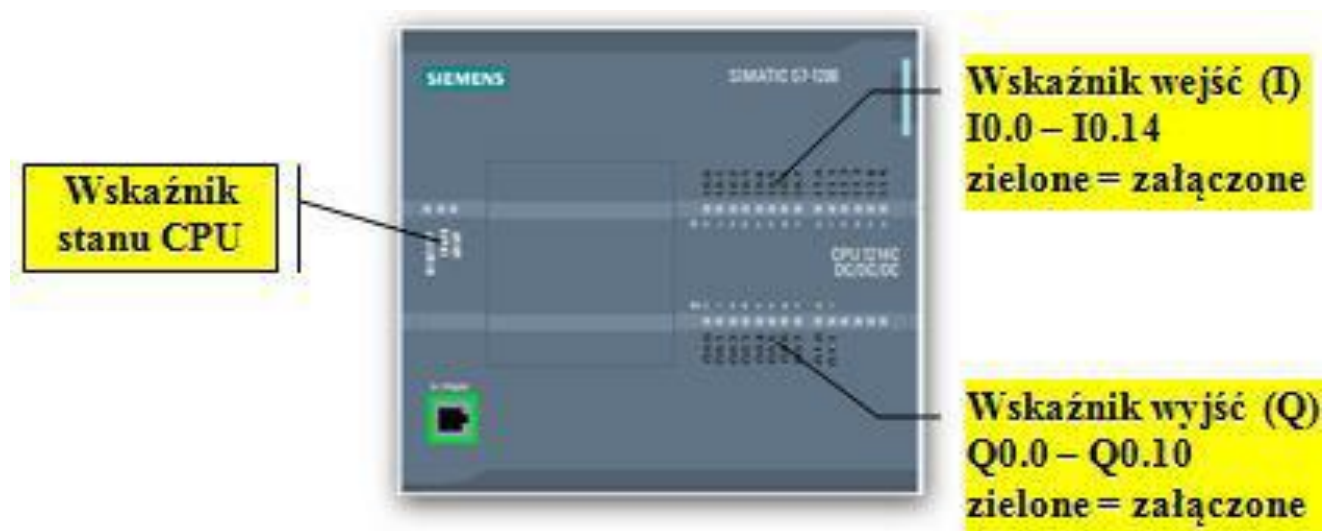 SIEMENS
SIMATIC S7-1200
Wskaźnik wejść (I)
I0.0 – I0.14
zielone = załączone
Wskaźnik
stanu CPU
CPU 1214C
DC/DC/DC
Wskaźnik wyjść (Q)
Q0.0 – Q0.10
zielone = załączone